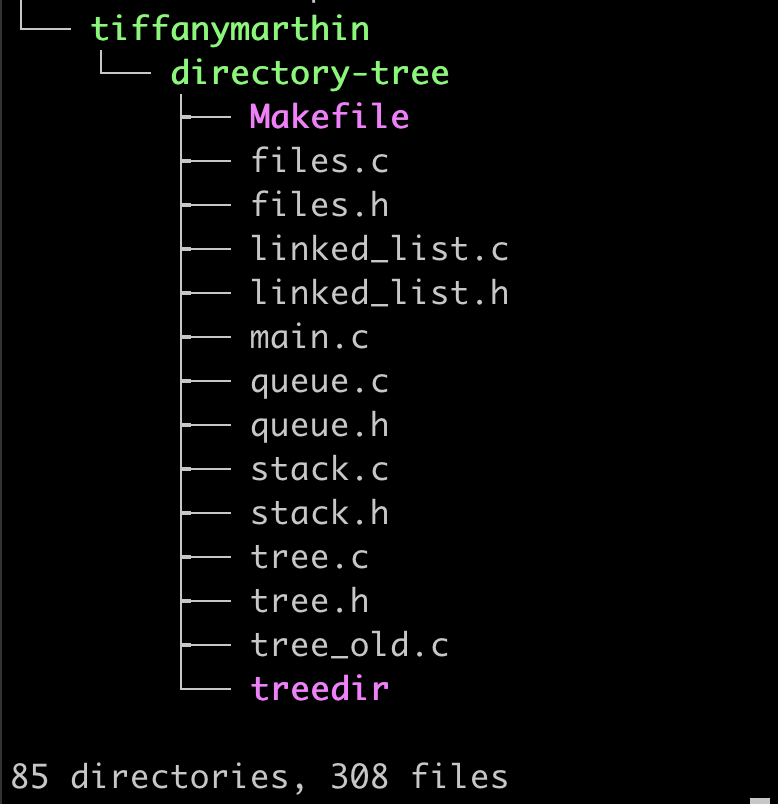 tiffanymarthin
directory-tree
Makefile
files.c
files.h
linked_list.c
linked_list.h
main.c
queue.c
queue.h
stack.c
stack.h
tree.c
tree.h
tree_old.c
treedir
85 directories, 308 files